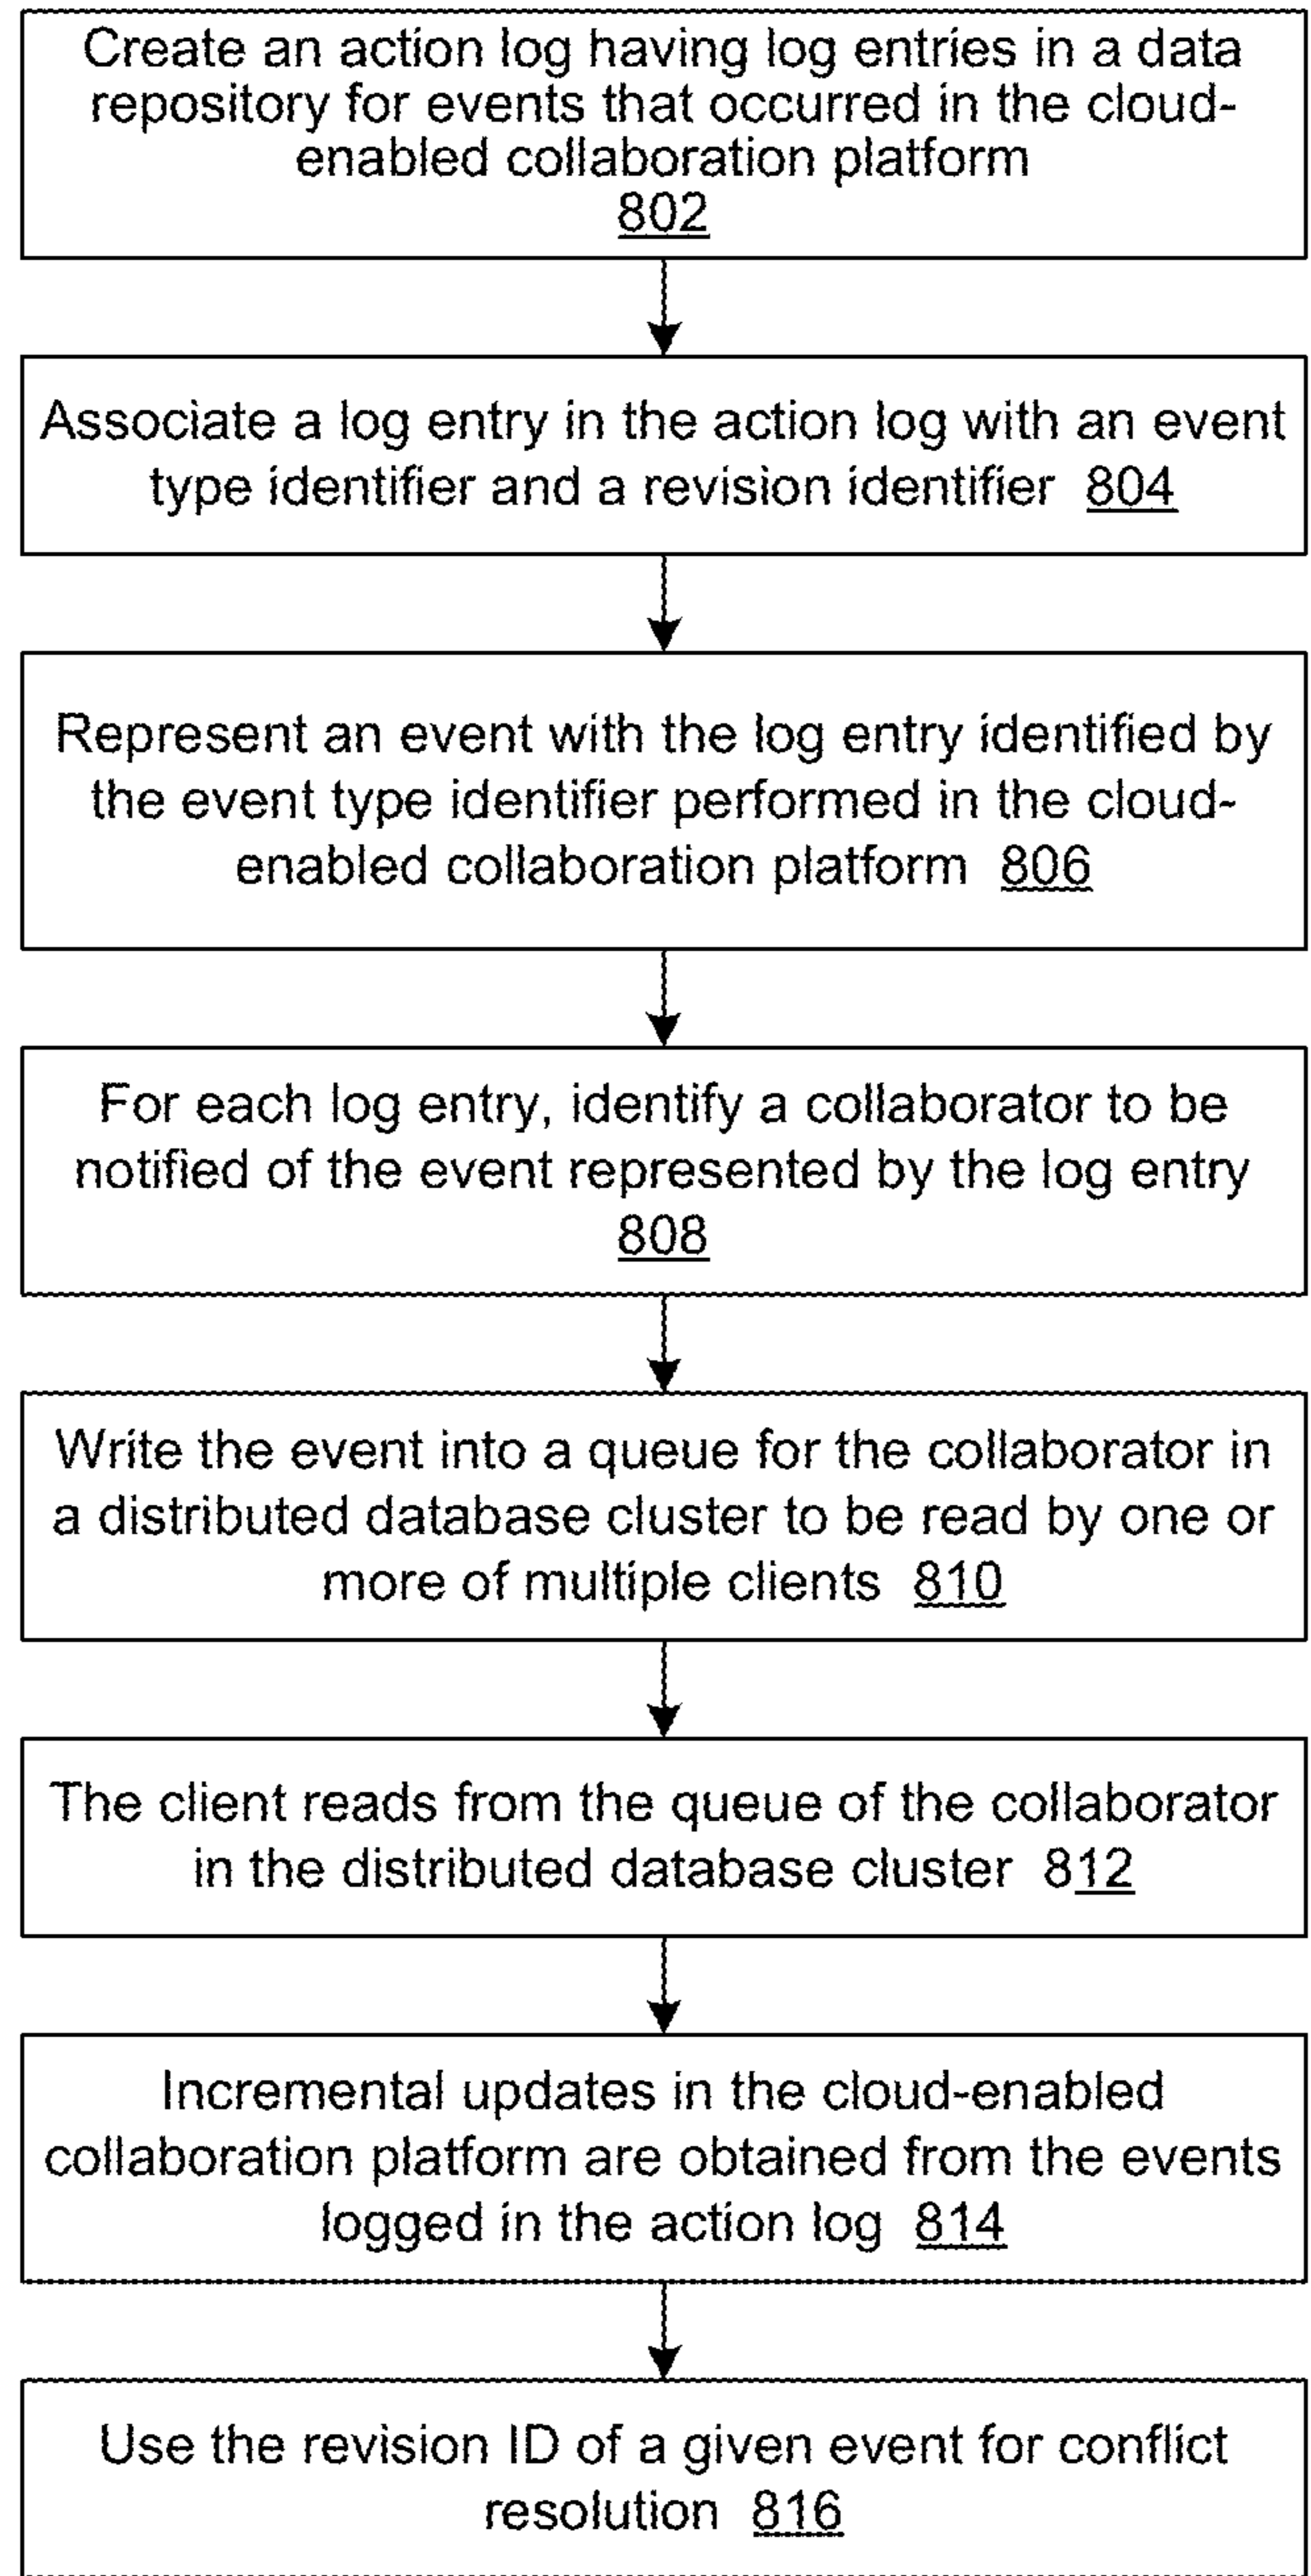 Create an action log having log entries in a data
repository for events that occurred in the cloud-
enabled collaboration platform
802
Associate a log entry in the action log with an event
type identifier and a revision identifier 804
Represent an event with the log entry identified by
the event type identifier performed in the cloud-
enabled collaboration platform 806
For each log entry, identify a collaborator to be
notified of the event represented by the log entry
808
Write the event into a queue for the collaborator in
a distributed database cluster to be read by one or
more of multiple clients 810
The client reads from the queue of the collaborator
in the distributed database cluster 812
Incremental updates in the cloud-enabled
collaboration platform are obtained from the events
logged in the action log 814
Use the revision ID of a given event for conflict
resolution 816